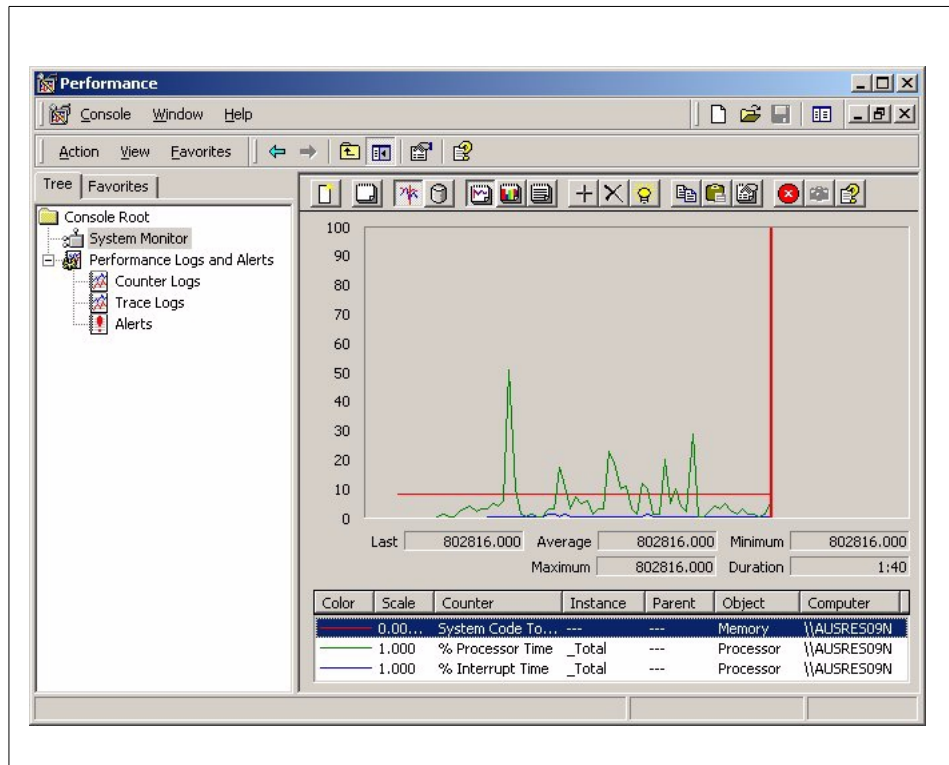 Performance
Console Window Help
Action View Favorites
Tree Favorites
Console Root
System Monitor
Performance Logs and Alerts
Counter Logs
Trace Logs
Alerts
100
90
80
70
60
50
40
30
20
10
0
Last 802816.000 Average 802816.000 Minimum 802816.000
Maximum 802816.000 Duration 1:40
Color Scale Counter Instance Parent Object Computer
0.00... System Code To... --- --- Memory \\AUSRES09N
1.000 % Processor Time _Total --- Processor \\AUSRES09N
1.000 % Interrupt Time _Total --- Processor \\AUSRES09N